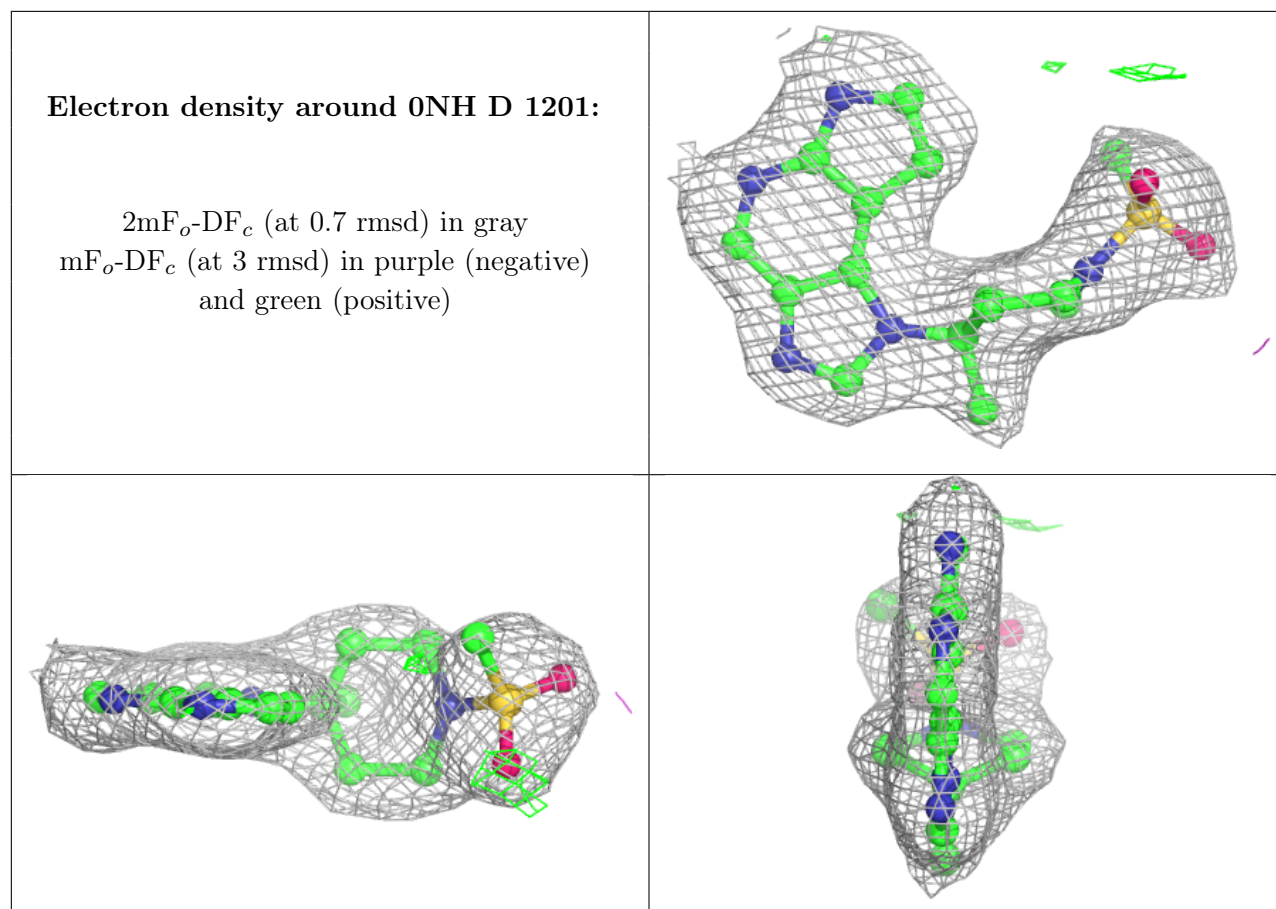 Electron density around 0NH D 1201:
2mFₒ-DF𝒸 (at 0.7 rmsd) in gray
mFₒ-DF𝒸 (at 3 rmsd) in purple (negative)
and green (positive)